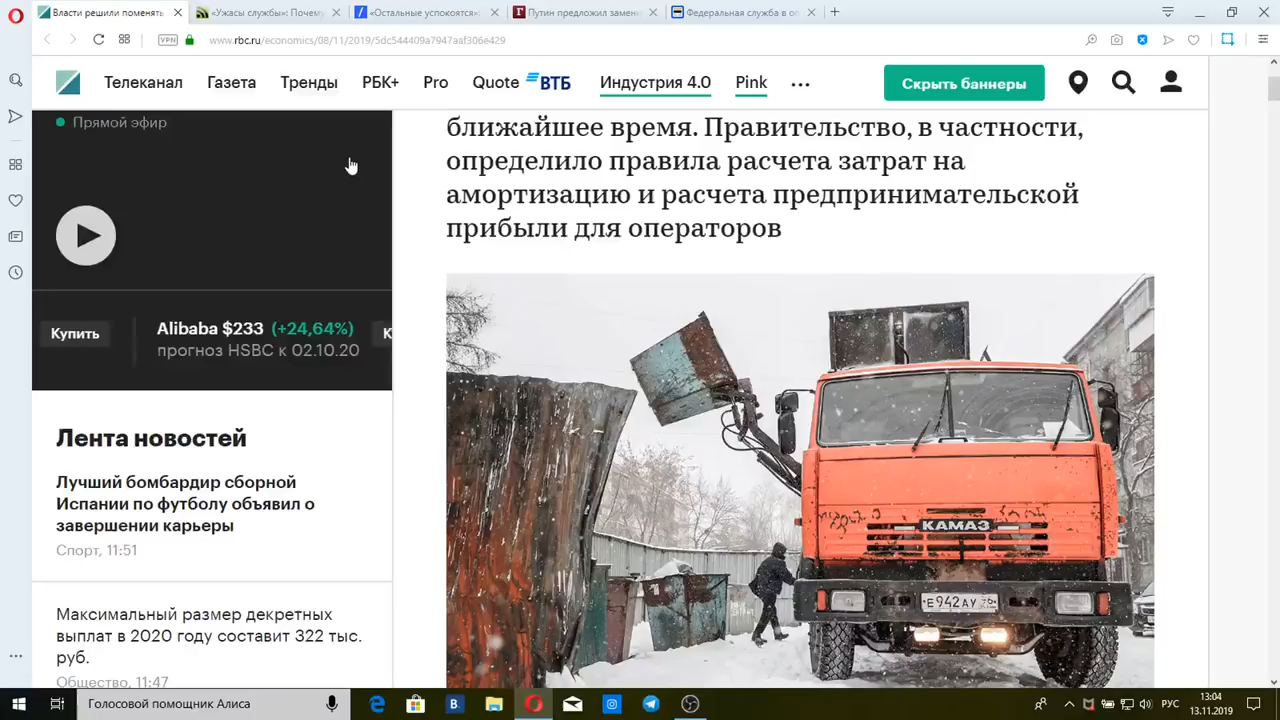 Власти решили поменять
«Ужасы службы»: Почему
«Остальные успокоятся»:
Путин предложил замен
Федеральная служба в о
VPN
www.rbc.ru/economics/08/11/2019/5dc544409a7947aaf306e429
Телеканал
Газета
Тренды
РБК+
Pro
Quote
ВТБ
Индустрия 4.0
Pink
Скрыть баннеры
Прямой эфир
Купить
Alibaba $233 (+24,64%)
прогноз HSBC к 02.10.20
К
Лента новостей
Лучший бомбардир сборной
Испании по футболу объявил о
завершении карьеры
Спорт, 11:51
Максимальный размер декретных
выплат в 2020 году составит 322 тыс.
руб.
Общество, 11:47
ближайшее время. Правительство, в частности,
определило правила расчета затрат на
амортизацию и расчета предпринимательской
прибыли для операторов
КАМАЗ
Е942АУ
Голосовой помощник Алиса
РУС
13:04
13.11.2019